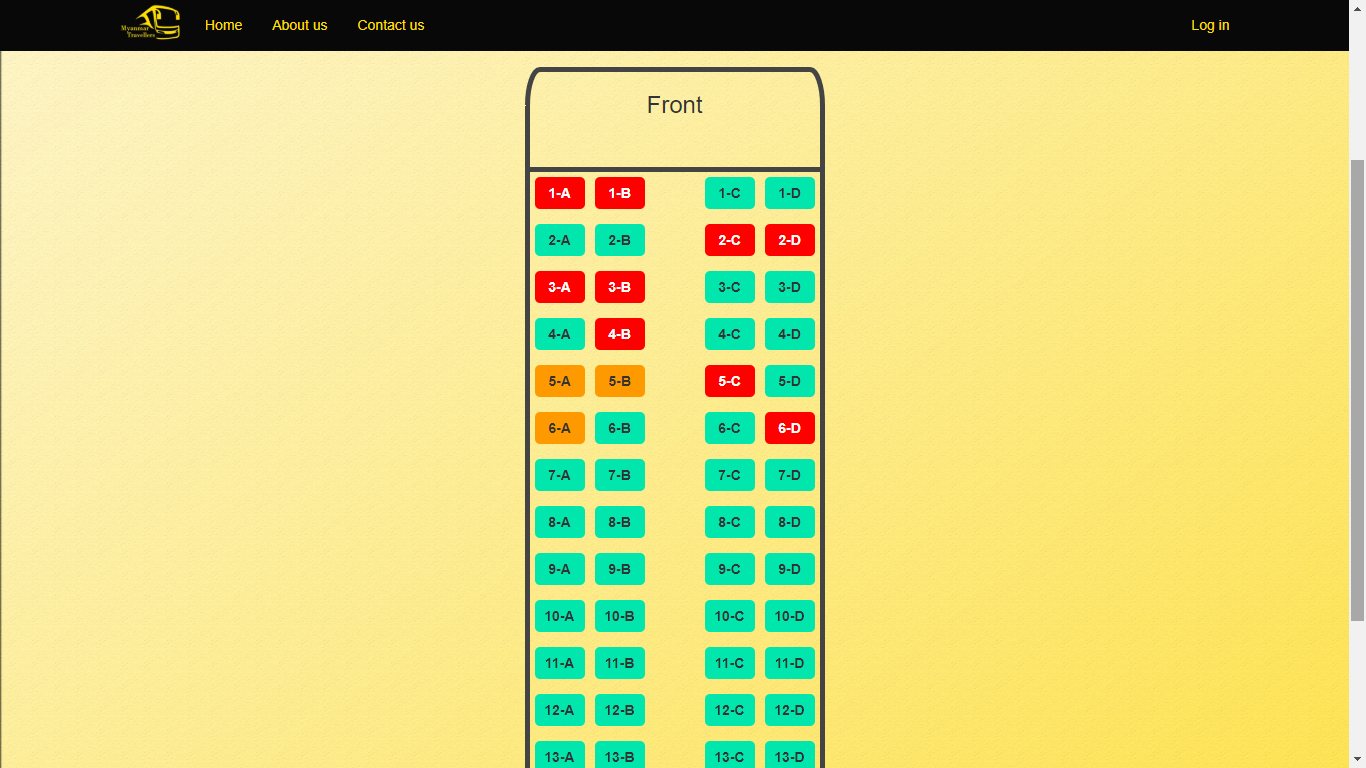 Myanmar
Travellers
Home About us Contact us Log in
Front
1-A 1-B 1-C 1-D
2-A 2-B 2-C 2-D
3-A 3-B 3-C 3-D
4-A 4-B 4-C 4-D
5-A 5-B 5-C 5-D
6-A 6-B 6-C 6-D
7-A 7-B 7-C 7-D
8-A 8-B 8-C 8-D
9-A 9-B 9-C 9-D
10-A 10-B 10-C 10-D
11-A 11-B 11-C 11-D
12-A 12-B 12-C 12-D
13-A 13-B 13-C 13-D